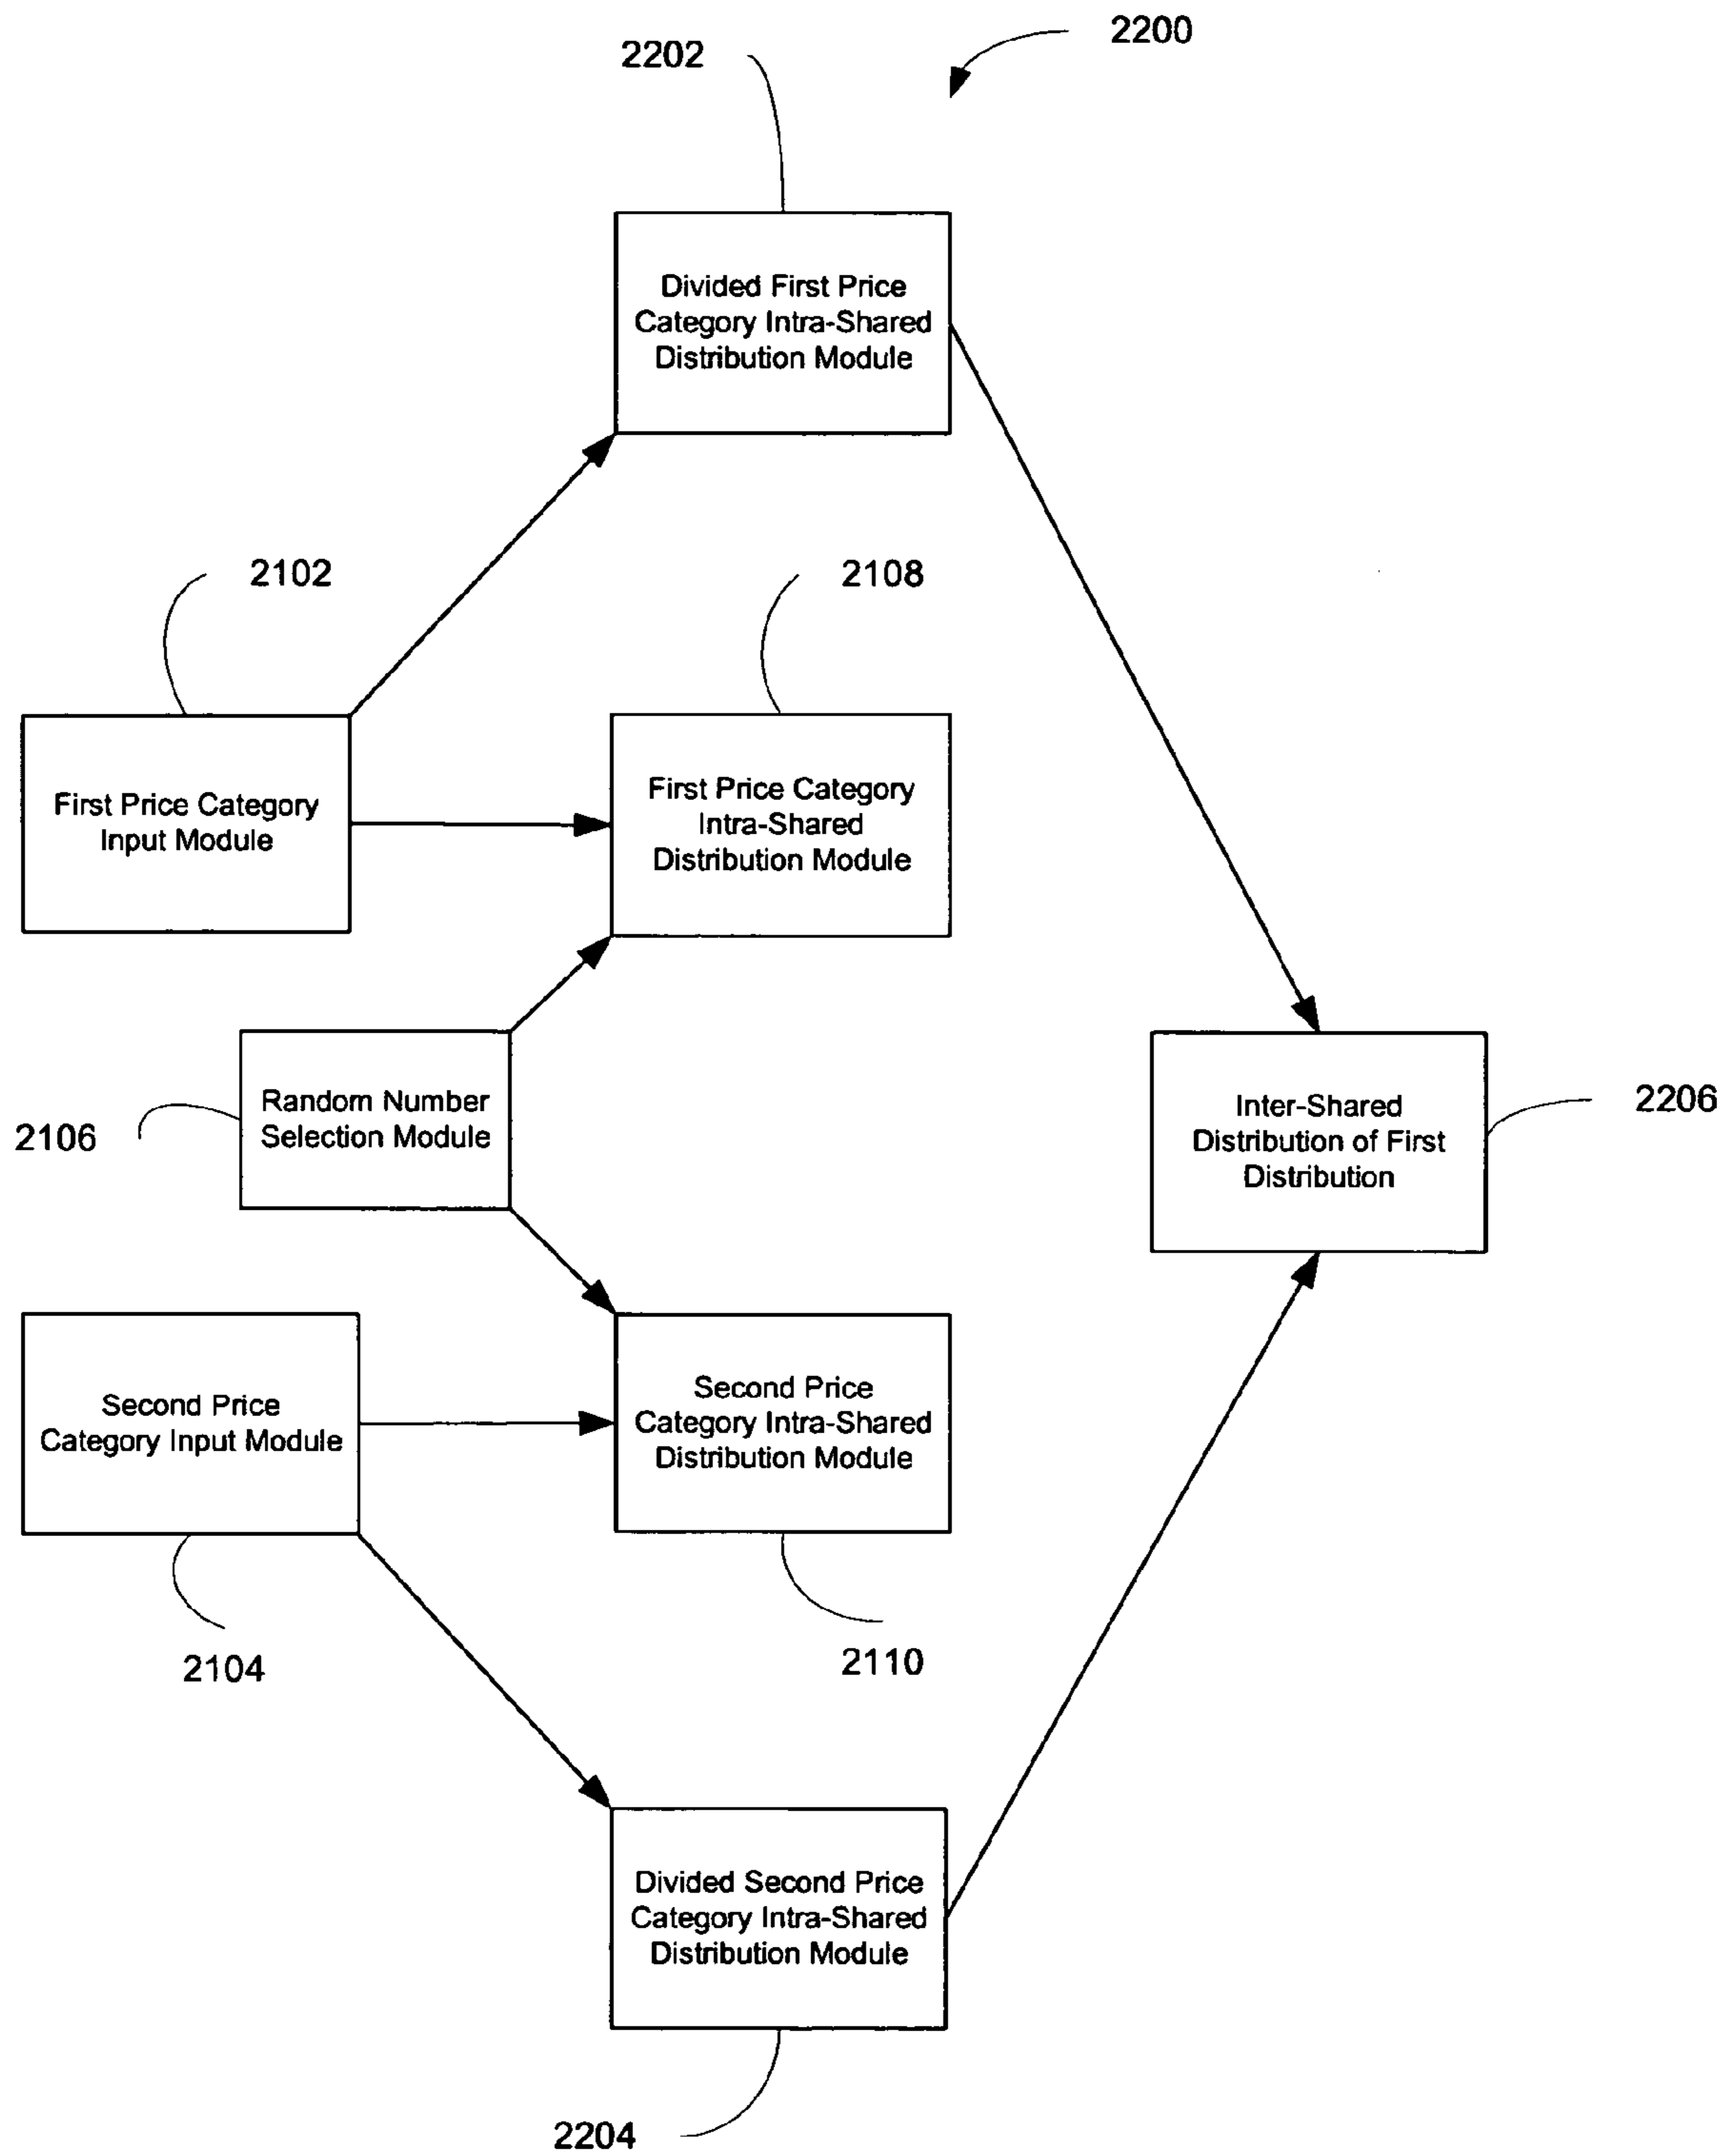 2200
2202
Divided First Price
Category Intra-Shared
Distribution Module
2102
2108
First Price Category
Input Module
First Price Category
Intra-Shared
Distribution Module
2106
Random Number
Selection Module
Inter-Shared
Distribution of First
Distribution
2206
Second Price
Category Input Module
Second Price
Category Intra-Shared
Distribution Module
2104
2110
Divided Second Price
Category Intra-Shared
Distribution Module
2204